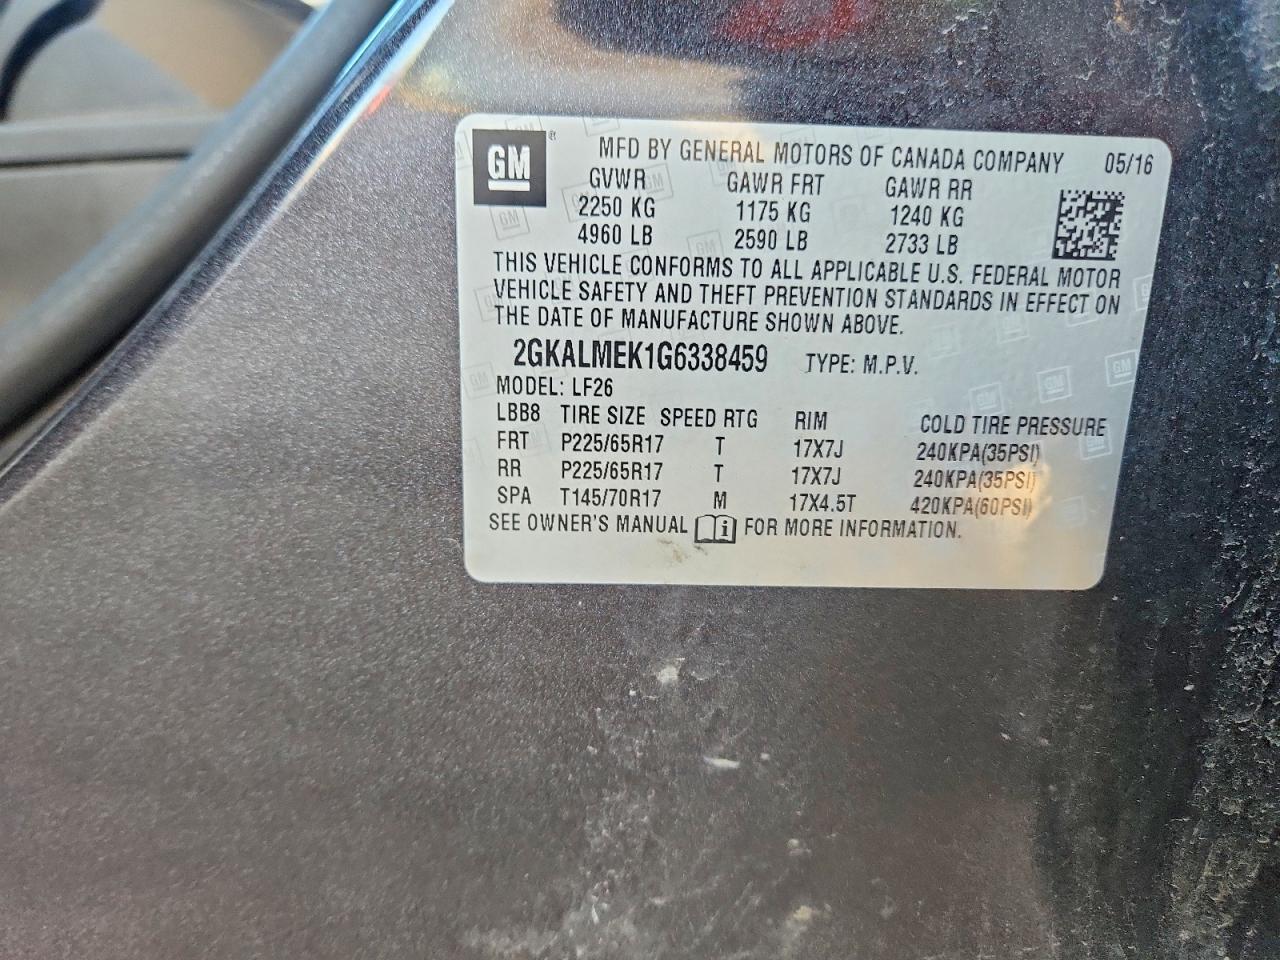 GM ® MFD BY GENERAL MOTORS OF CANADA COMPANY 05/16
GVWR GAWR FRT GAWR RR
2250 KG 1175 KG 1240 KG
4960 LB 2590 LB 2733 LB
THIS VEHICLE CONFORMS TO ALL APPLICABLE U.S. FEDERAL MOTOR
VEHICLE SAFETY AND THEFT PREVENTION STANDARDS IN EFFECT ON
THE DATE OF MANUFACTURE SHOWN ABOVE.
2GKALMEK1G6338459 TYPE: M.P.V.
MODEL: LF26
LBB8 TIRE SIZE SPEED RTG RIM COLD TIRE PRESSURE
FRT P225/65R17 T 17X7J 240KPA(35PSI)
RR P225/65R17 T 17X7J 240KPA(35PSI)
SPA T145/70R17 M 17X4.5T 420KPA(60PSI)
SEE OWNER'S MANUAL i FOR MORE INFORMATION.